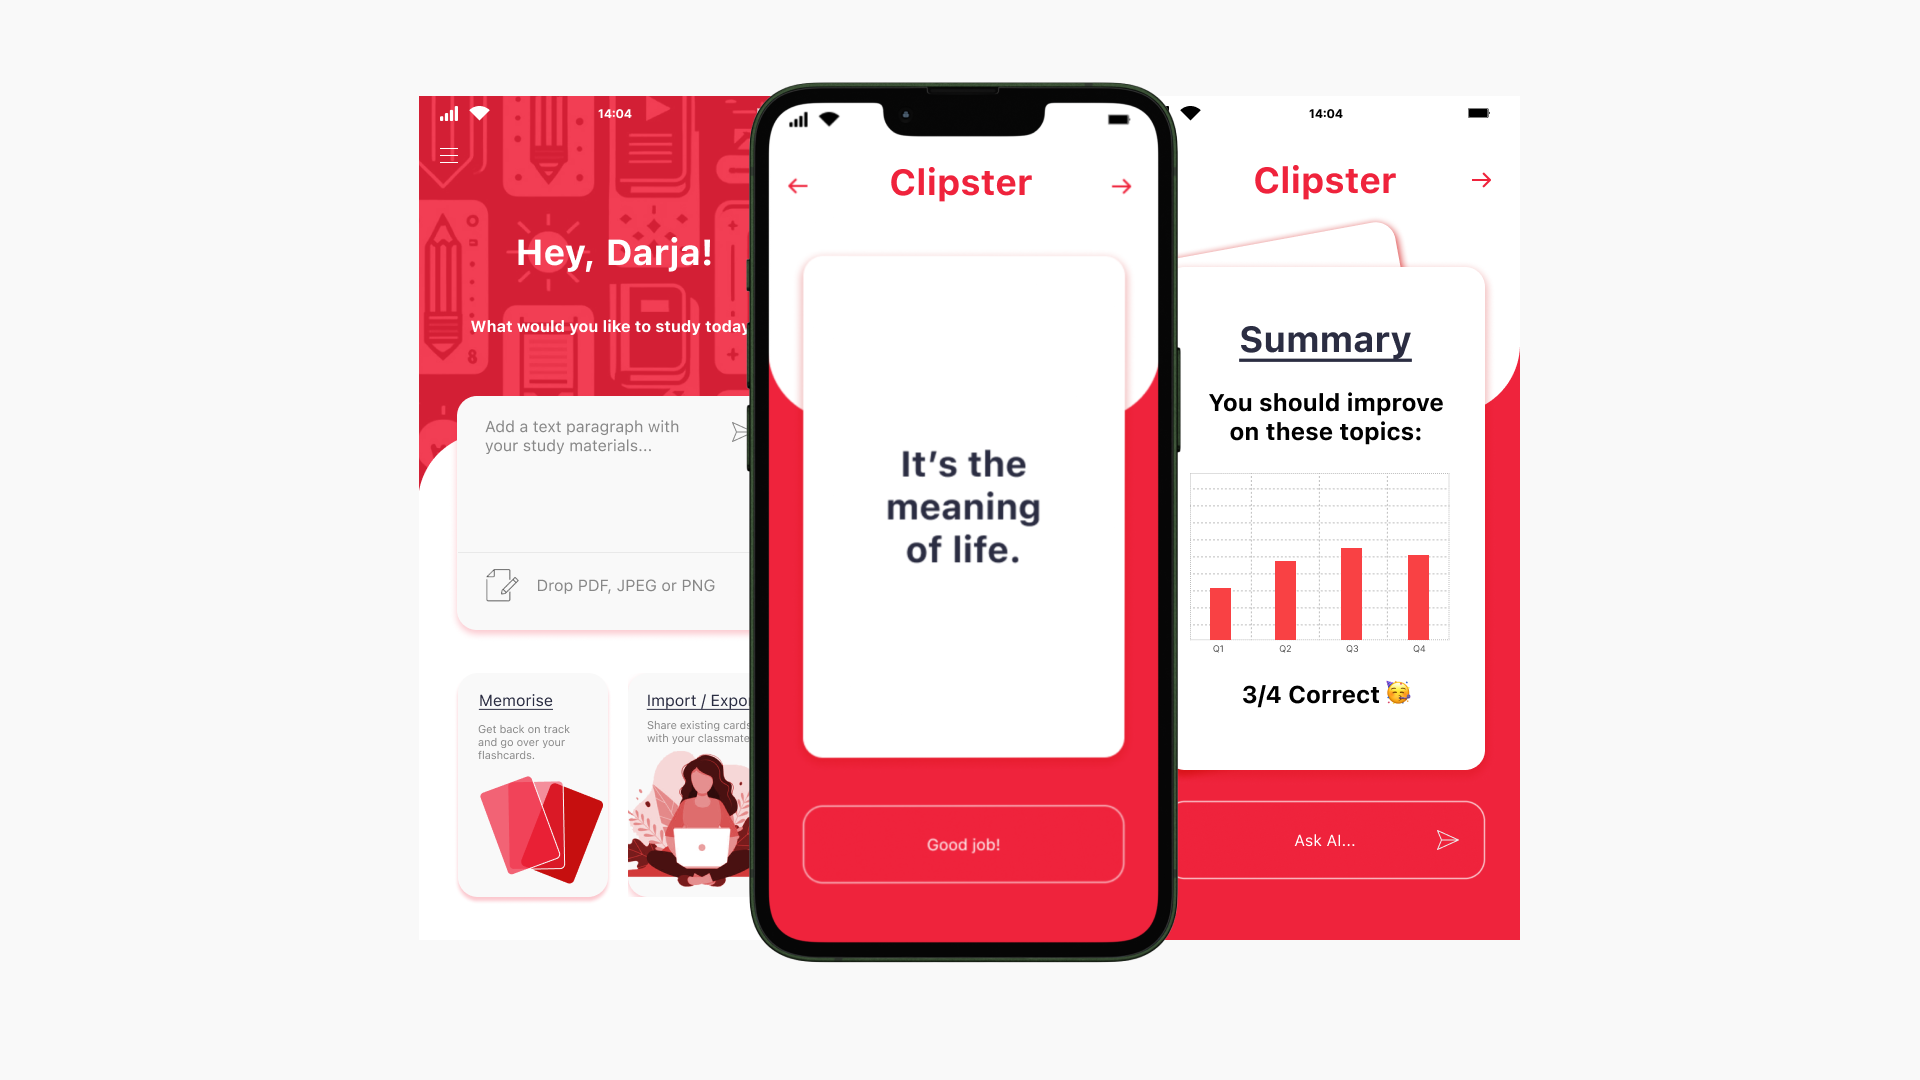 14:04
Hey, Darja!
What would you like to study today
Add a text paragraph with
your study materials...
Drop PDF, JPEG or PNG
Memorise
Get back on track
and go over your
flashcards.
Import / Expor
Share existing cards
with your classmate
8
Clipster
It’s the
meaning
of life.
Good job!
14:04
Clipster
Summary
You should improve
on these topics:
Q1 Q2 Q3 Q4
3/4 Correct 🥳
Ask AI...